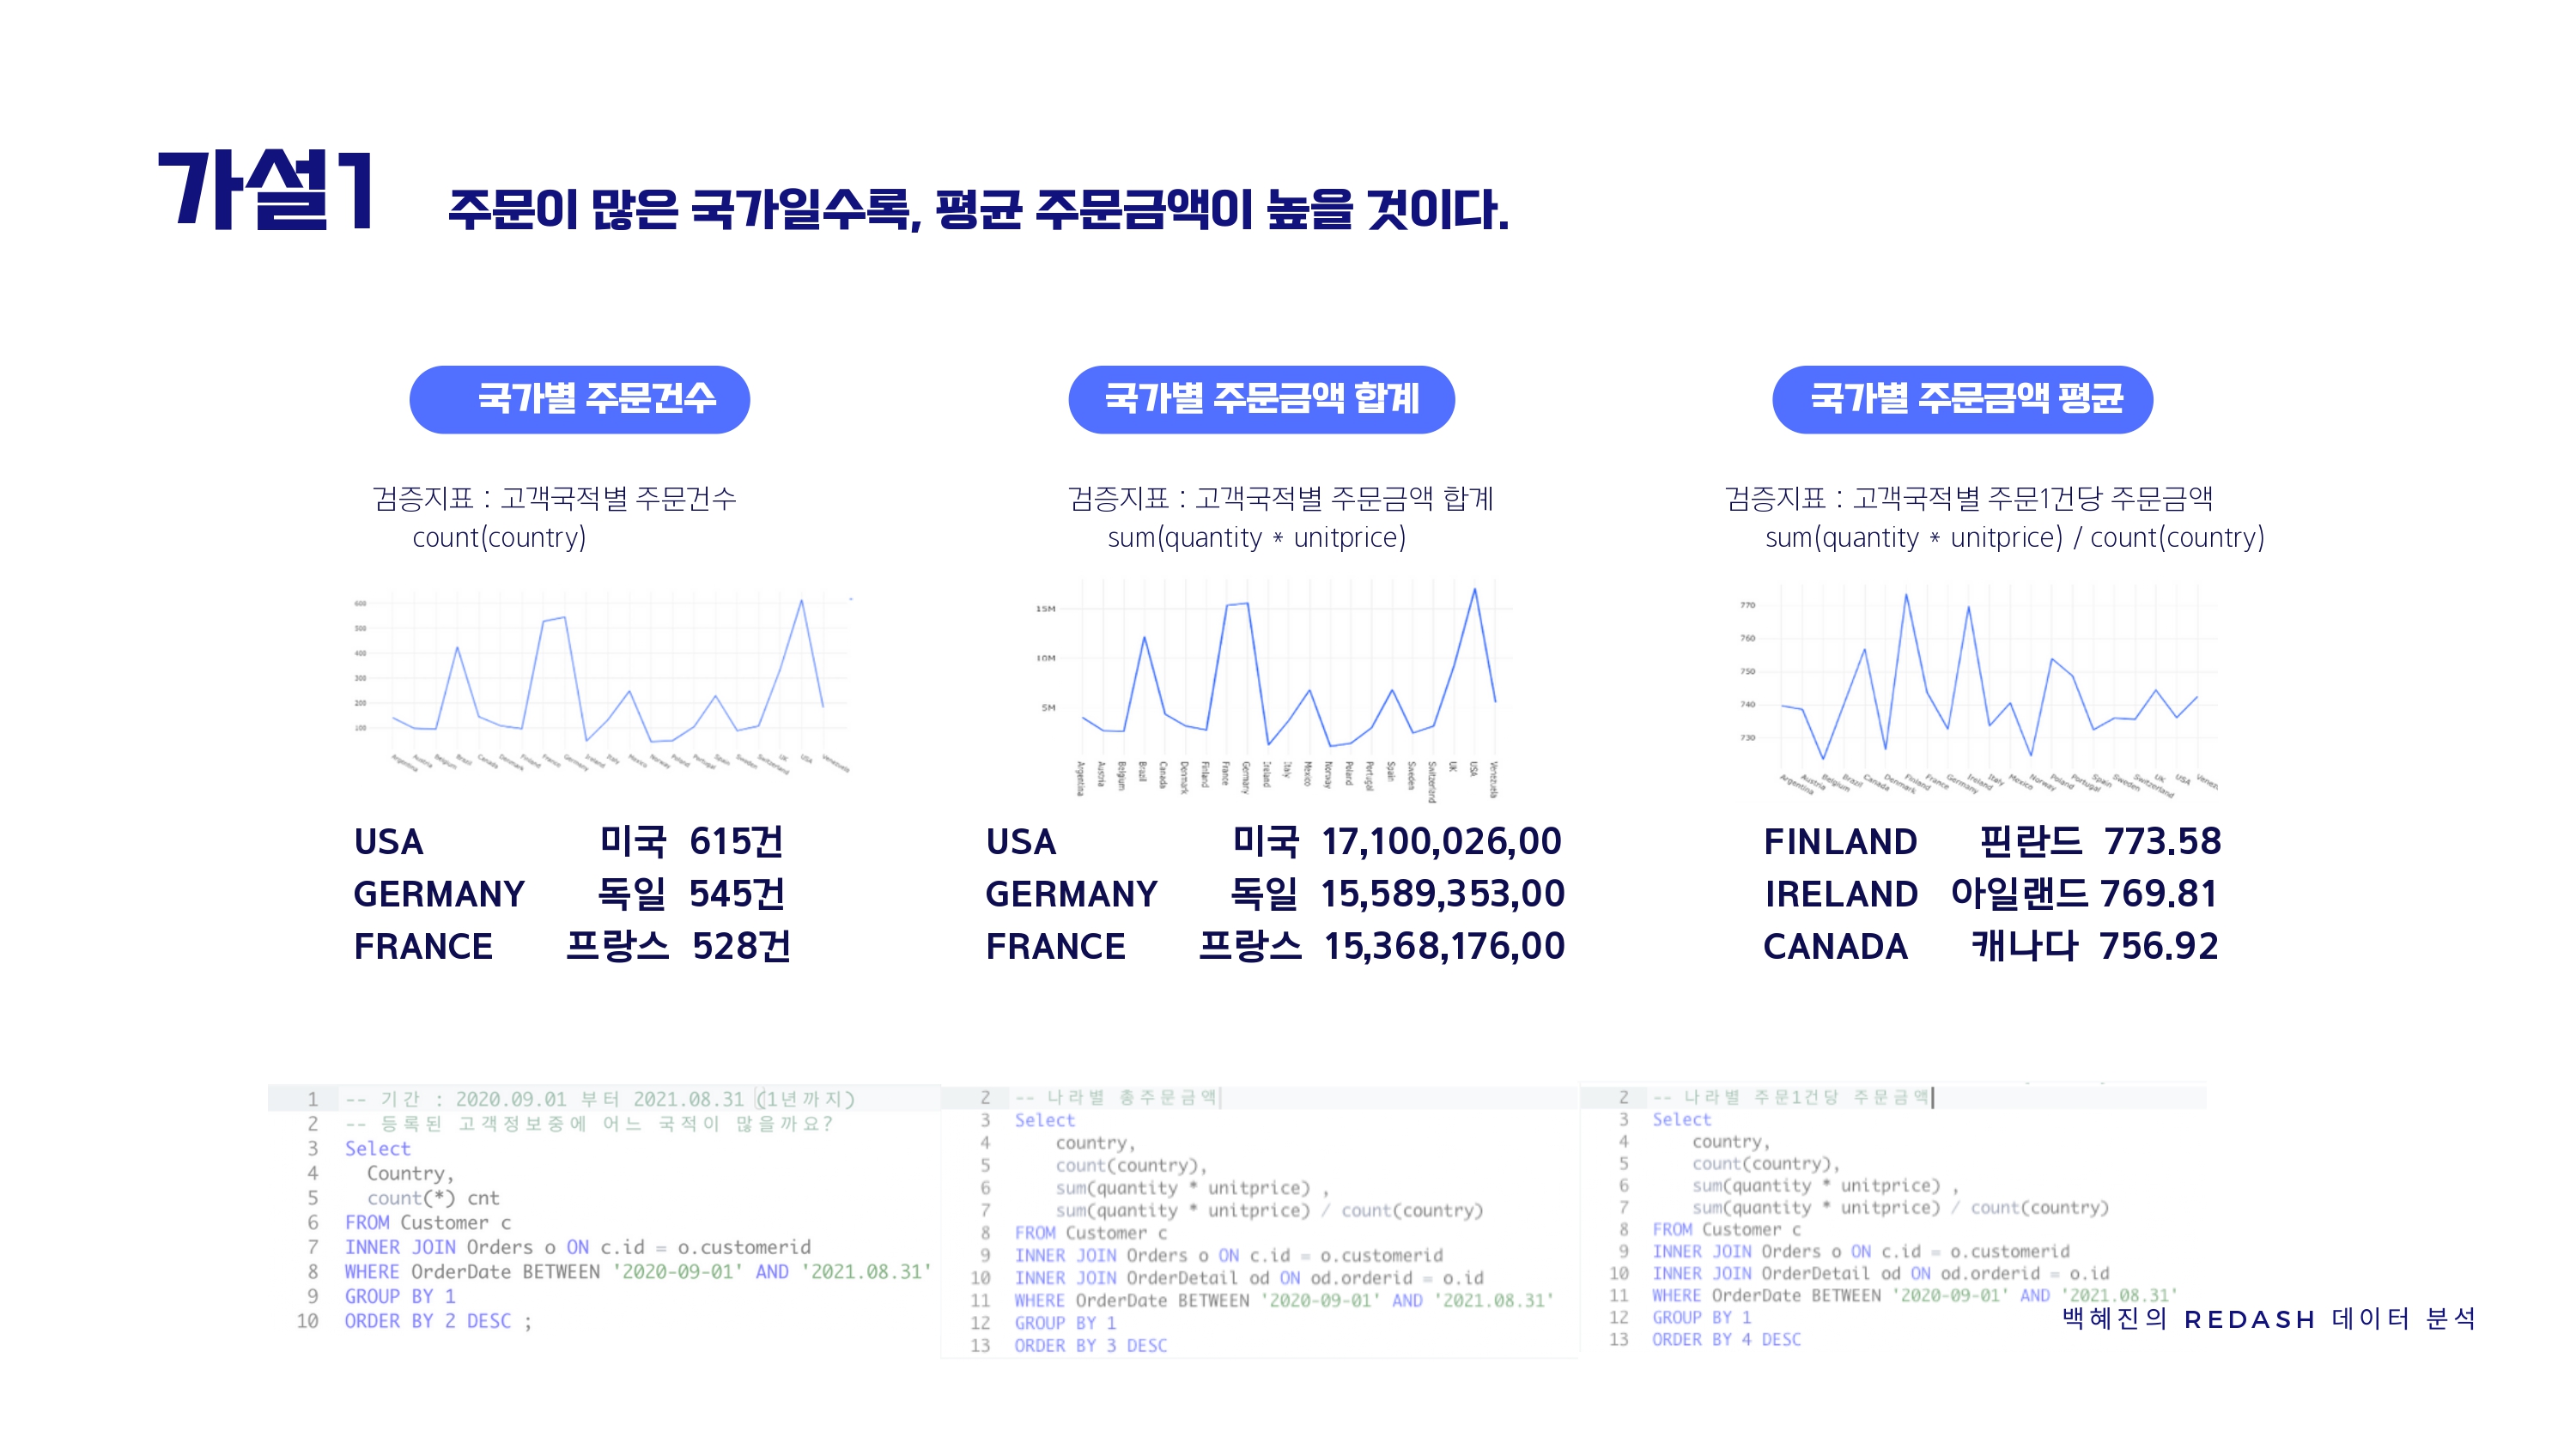 가설1
주문이 많은 국가일수록, 평균 주문금액이 높을 것이다.
국가별 주문건수
검증지표 : 고객국적별 주문건수
count(country)
600
500
400
300
200
100
Argentina
Austria
Belgium
Brazil
Canada
Denmark
Finland
France
Germany
Ireland
Italy
Mexico
Norway
Poland
Portugal
Spain
Sweden
Switzerland
UK
USA
Venezuela
USA 미국 615건
GERMANY 독일 545건
FRANCE 프랑스 528건
국가별 주문금액 합계
검증지표 : 고객국적별 주문금액 합계
sum(quantity * unitprice)
15M
10M
5M
Argentina
Austria
Belgium
Brazil
Canada
Denmark
Finland
France
Germany
Ireland
Italy
Mexico
Norway
Poland
Portugal
Spain
Sweden
Switzerland
UK
USA
Venezuela
USA 미국 17,100,026,00
GERMANY 독일 15,589,353,00
FRANCE 프랑스 15,368,176,00
국가별 주문금액 평균
검증지표 : 고객국적별 주문1건당 주문금액
sum(quantity * unitprice) / count(country)
770
760
750
740
730
Argentina
Austria
Belgium
Brazil
Canada
Denmark
Finland
France
Germany
Ireland
Italy
Mexico
Norway
Poland
Portugal
Spain
Sweden
Switzerland
UK
USA
FINLAND 핀란드 773.58
IRELAND 아일랜드 769.81
CANADA 캐나다 756.92
1 -- 기간 : 2020.09.01 부터 2021.08.31 (1년까지)
2 -- 등록된 고객정보중에 어느 국적이 많을까요?
3 Select
4 Country,
5 count(*) cnt
6 FROM Customer c
7 INNER JOIN Orders o ON c.id = o.customerid
8 WHERE OrderDate BETWEEN '2020-09-01' AND '2021.08.31'
9 GROUP BY 1
10 ORDER BY 2 DESC ;
2 -- 나라별 총주문금액
3 Select
4 country,
5 count(country),
6 sum(quantity * unitprice) ,
7 sum(quantity * unitprice) / count(country)
8 FROM Customer c
9 INNER JOIN Orders o ON c.id = o.customerid
10 INNER JOIN OrderDetail od ON od.orderid = o.id
11 WHERE OrderDate BETWEEN '2020-09-01' AND '2021.08.31'
12 GROUP BY 1
13 ORDER BY 3 DESC
2 -- 나라별 주문1건당 주문금액
3 Select
4 country,
5 count(country),
6 sum(quantity * unitprice) ,
7 sum(quantity * unitprice) / count(country)
8 FROM Customer c
9 INNER JOIN Orders o ON c.id = o.customerid
10 INNER JOIN OrderDetail od ON od.orderid = o.id
11 WHERE OrderDate BETWEEN '2020-09-01' AND '2021.08.31'
12 GROUP BY 1
13 ORDER BY 4 DESC
백혜진의 REDASH 데이터 분석